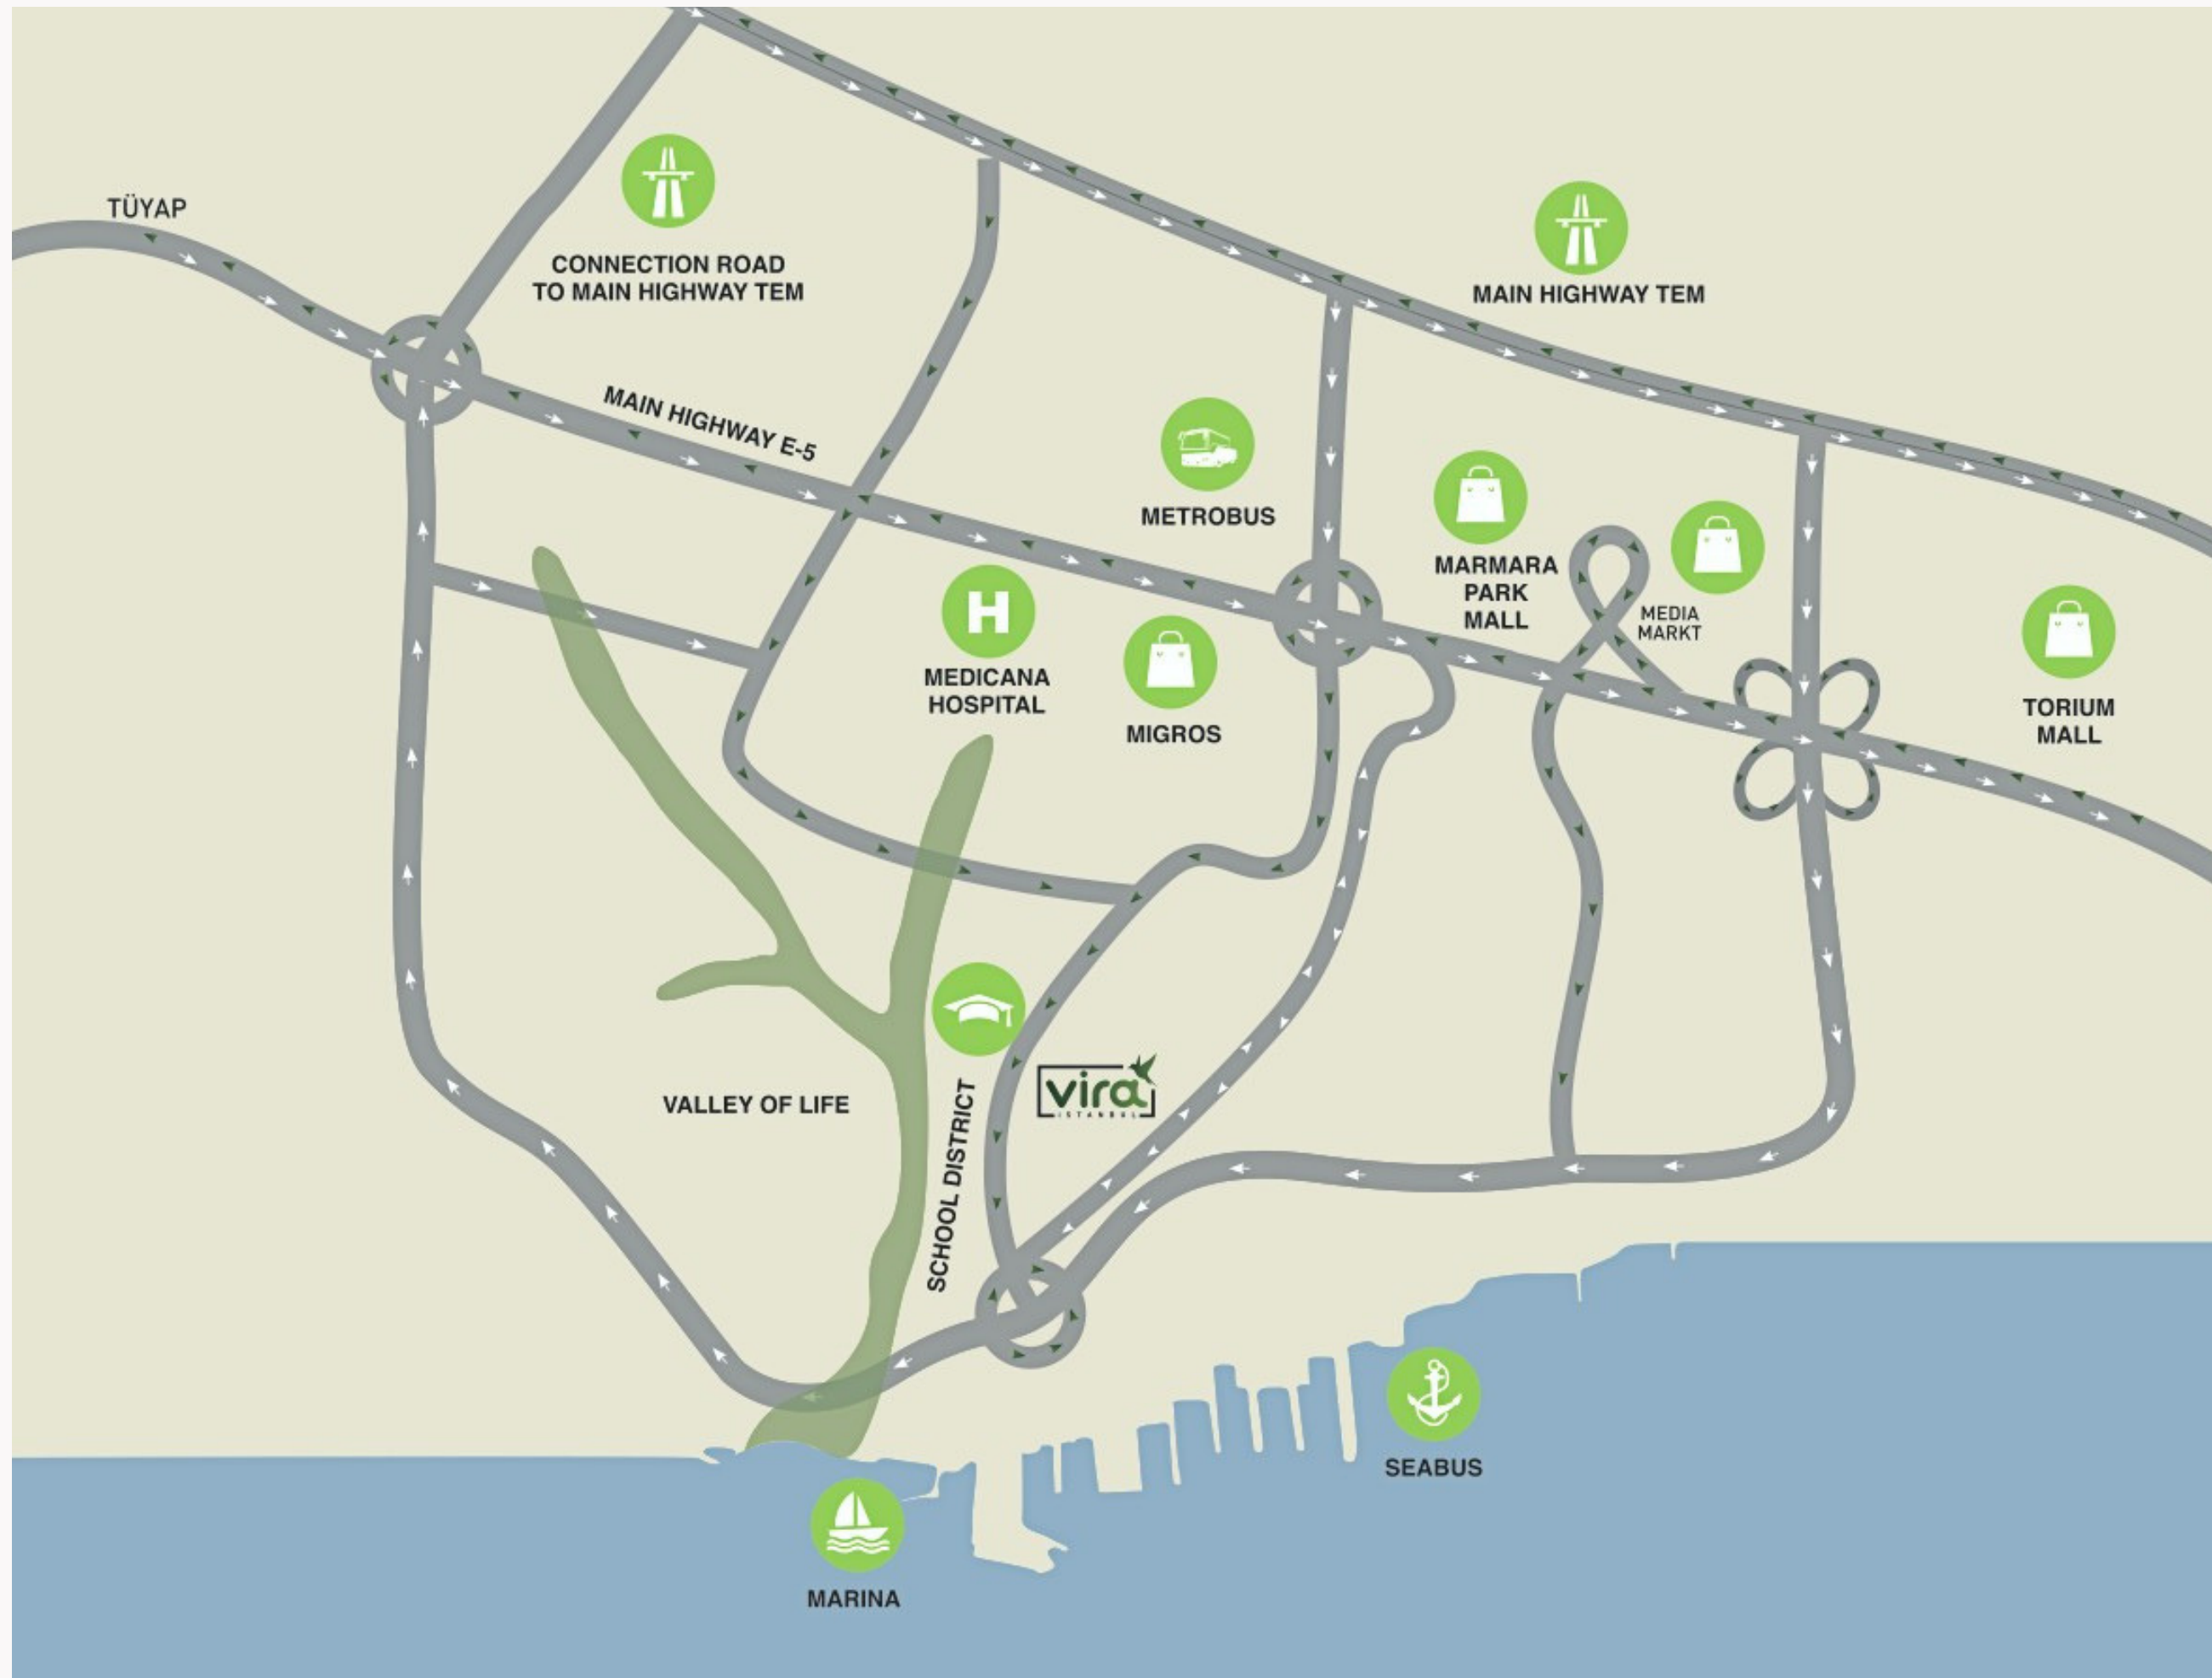 TÜYAP
CONNECTION ROAD
TO MAIN HIGHWAY TEM
MAIN HIGHWAY TEM
MAIN HIGHWAY E-5
METROBUS
MARMARA
PARK
MALL
MEDIA
MARKT
H
MEDICANA
HOSPITAL
MIGROS
TORIUM
MALL
VALLEY OF LIFE
SCHOOL DISTRICT
vira
ISTANBUL
SEABUS
MARINA